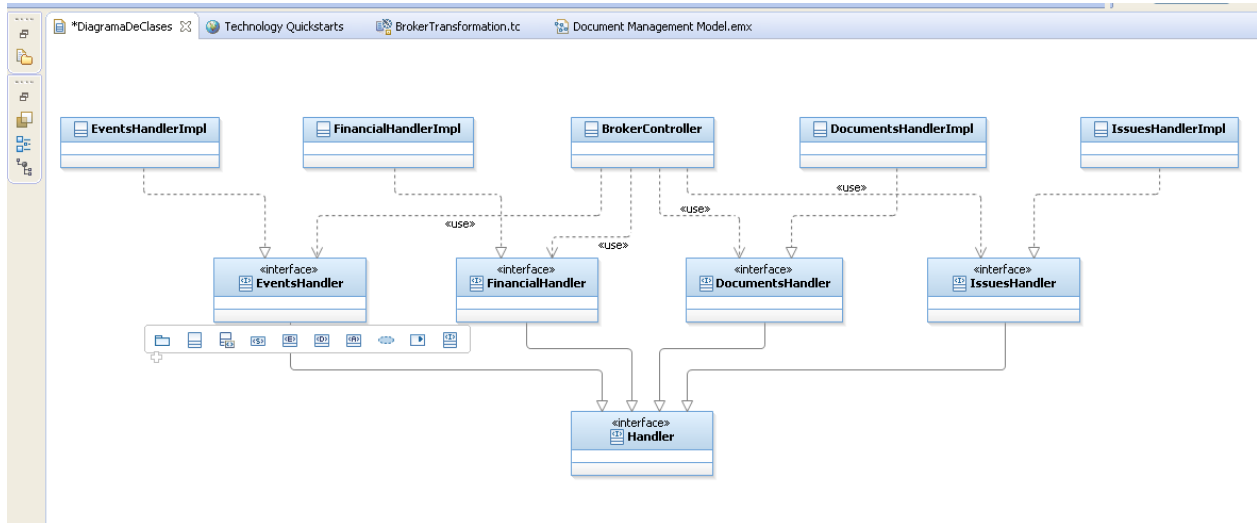 *DiagramaDeClases
Technology Quickstarts
BrokerTransformation.tc
Document Management Model.emx
EventsHandlerImpl
FinancialHandlerImpl
BrokerController
DocumentsHandlerImpl
IssuesHandlerImpl
«use»
«use»
«use»
«use»
«interface»
EventsHandler
«interface»
FinancialHandler
«interface»
DocumentsHandler
«interface»
IssuesHandler
«interface»
Handler